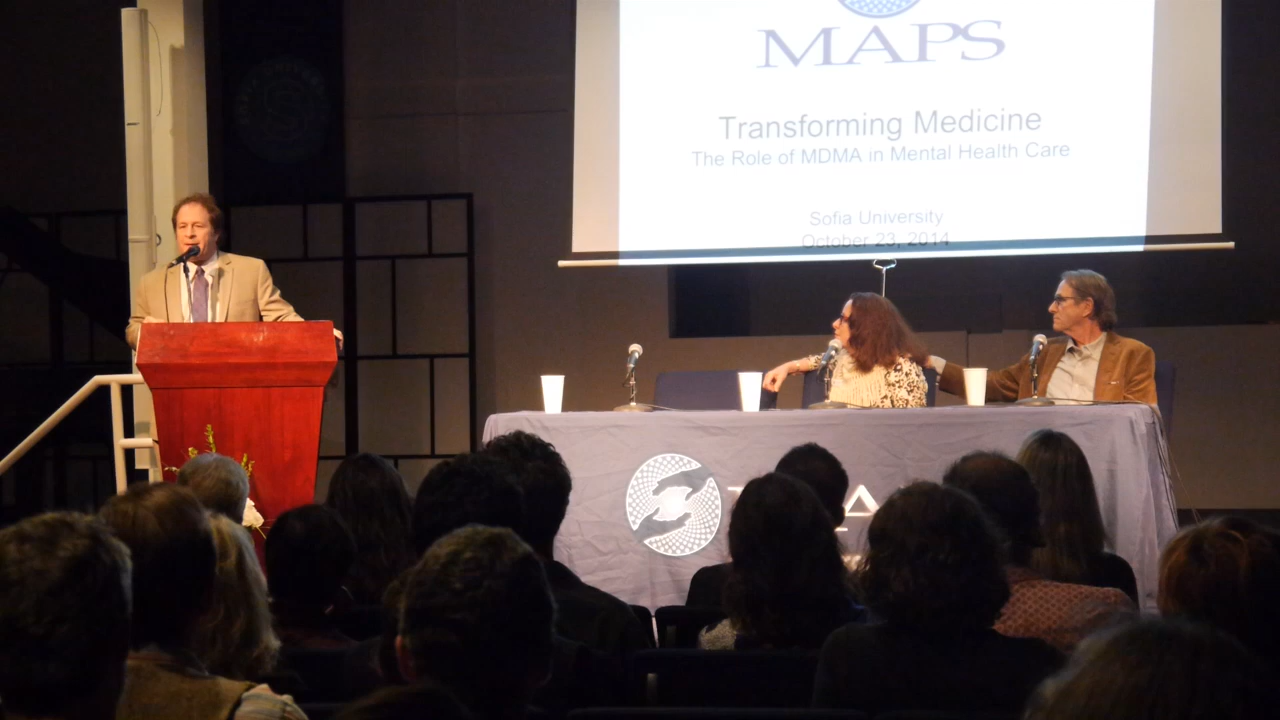 MAPS
Transforming Medicine
The Role of MDMA in Mental Health Care
Sofia University
October 23, 2014